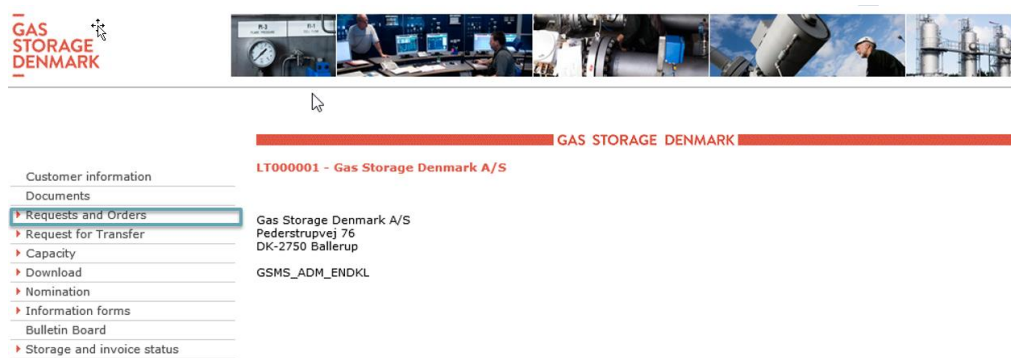 GAS
STORAGE
DENMARK
GAS STORAGE DENMARK
LT000001 - Gas Storage Denmark A/S
Customer information
Documents
Requests and Orders
Request for Transfer
Capacity
Download
Nomination
Information forms
Bulletin Board
Storage and invoice status
Gas Storage Denmark A/S
Pederstrupvej 76
DK-2750 Ballerup
GSMS_ADM_ENDKL